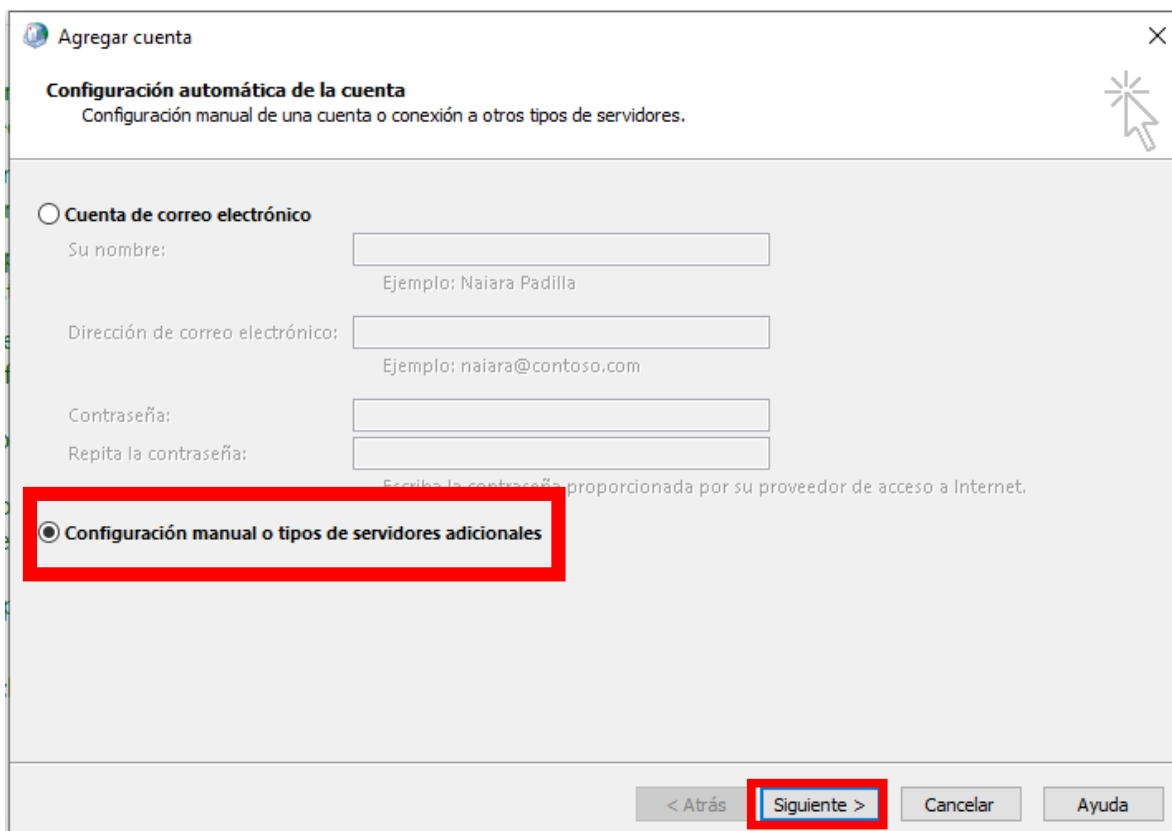 Agregar cuenta
Configuración automática de la cuenta
Configuración manual de una cuenta o conexión a otros tipos de servidores.
Cuenta de correo electrónico
Su nombre:
Ejemplo: Naiara Padilla
Dirección de correo electrónico:
Ejemplo: naiara@contoso.com
Contraseña:
Repita la contraseña:
Escriba la contraseña proporcionada por su proveedor de acceso a Internet.
Configuración manual o tipos de servidores adicionales
< Atrás Siguiente > Cancelar Ayuda